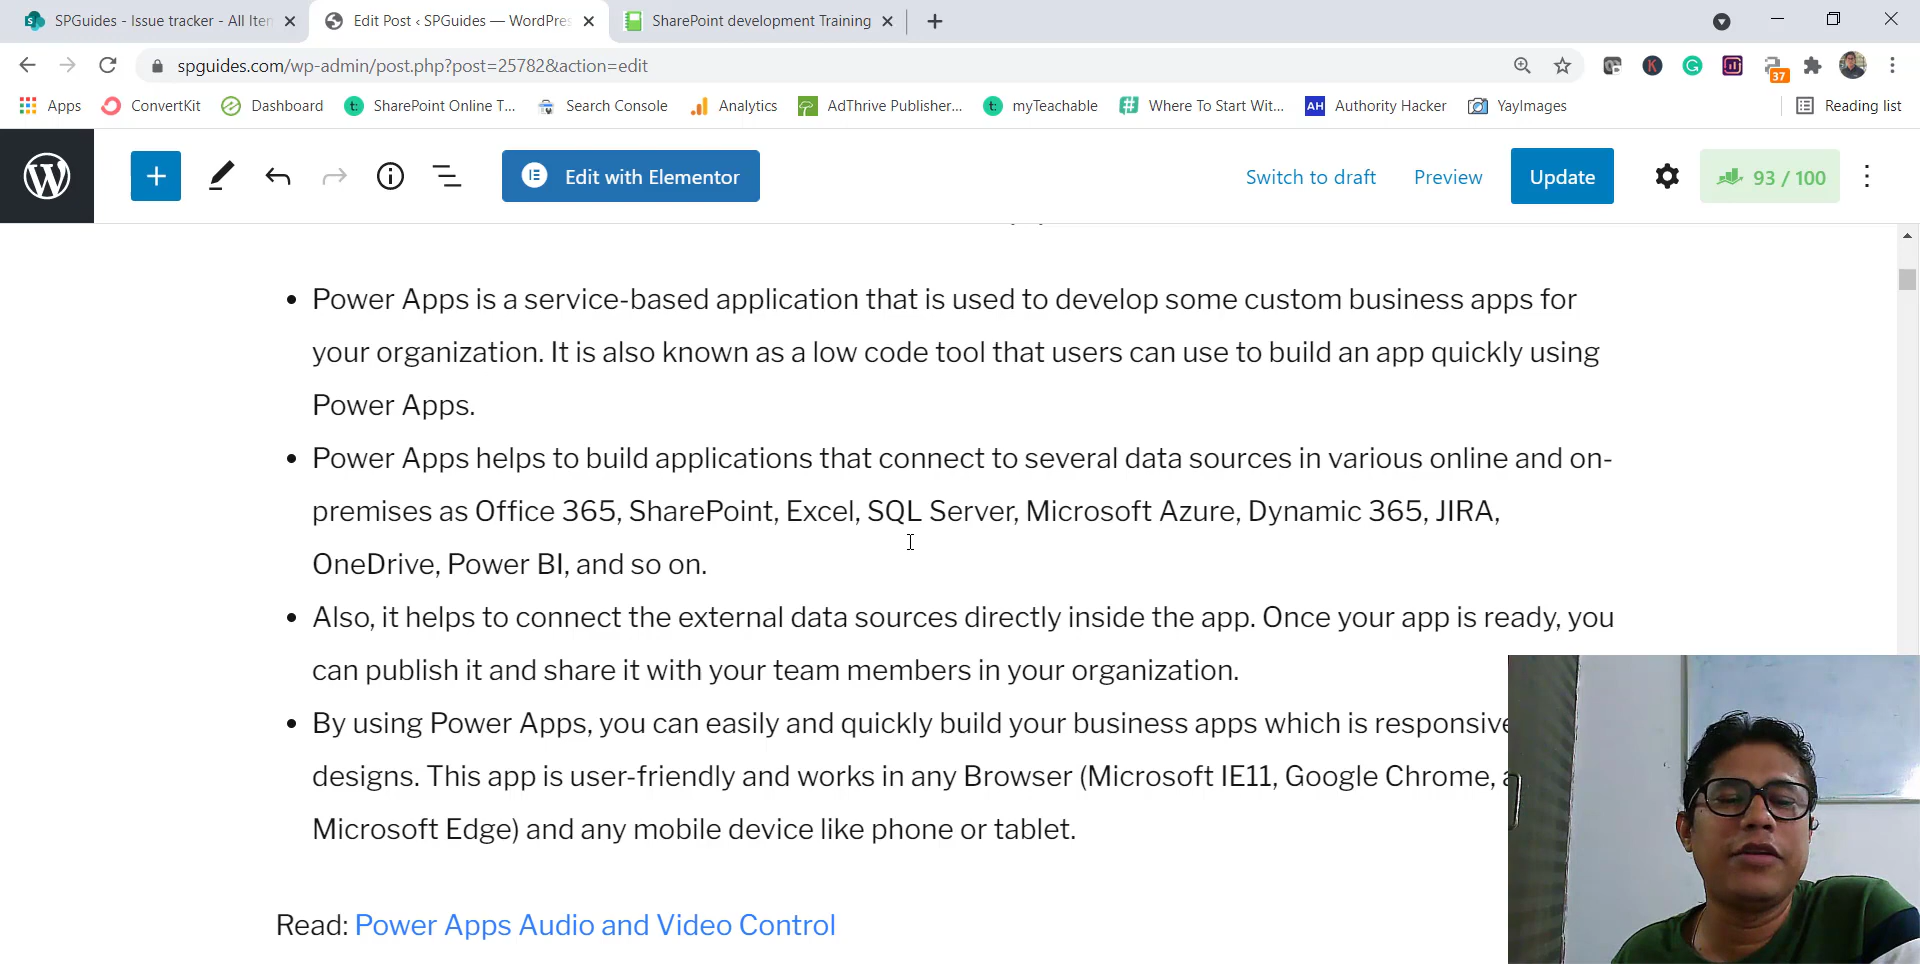 SPGuides - Issue tracker - All Iten
Edit Post ‹ SPGuides — WordPres
SharePoint development Training
spguides.com/wp-admin/post.php?post=25782&action=edit
37
Apps
ConvertKit
Dashboard
SharePoint Online T...
Search Console
Analytics
AdThrive Publisher...
myTeachable
Where To Start Wit...
AH Authority Hacker
YayImages
Reading list
Edit with Elementor
Switch to draft
Preview
Update
93 / 100
• Power Apps is a service-based application that is used to develop some custom business apps for
your organization. It is also known as a low code tool that users can use to build an app quickly using
Power Apps.
• Power Apps helps to build applications that connect to several data sources in various online and on-
premises as Office 365, SharePoint, Excel, SQL Server, Microsoft Azure, Dynamic 365, JIRA,
OneDrive, Power BI, and so on.
• Also, it helps to connect the external data sources directly inside the app. Once your app is ready, you
can publish it and share it with your team members in your organization.
• By using Power Apps, you can easily and quickly build your business apps which is responsive
designs. This app is user-friendly and works in any Browser (Microsoft IE11, Google Chrome,
Microsoft Edge) and any mobile device like phone or tablet.
Read: Power Apps Audio and Video Control